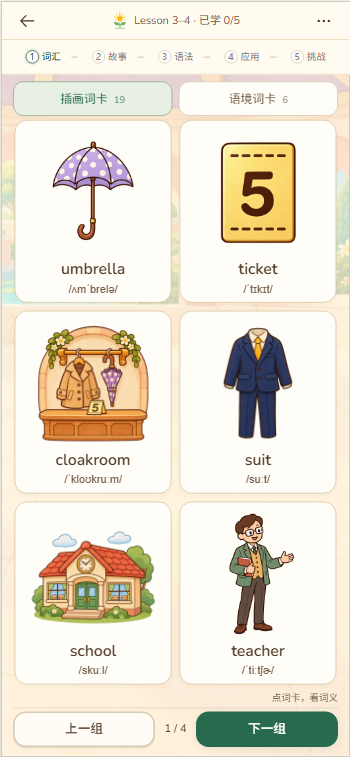 Lesson 3–4 · 已学 0/5
1 词汇 – 2 故事 – 3 语法 – 4 应用 – 5 挑战
插画词卡 19 语境词卡 6
5
umbrella ticket
/ʌmˈbrelə/ /ˈtɪkɪt/
5
cloakroom suit
/ˈkloʊkruːm/ /suːt/
school teacher
/skuːl/ /ˈtiːtʃɚ/
点词卡，看词义
上一组 1 / 4 下一组